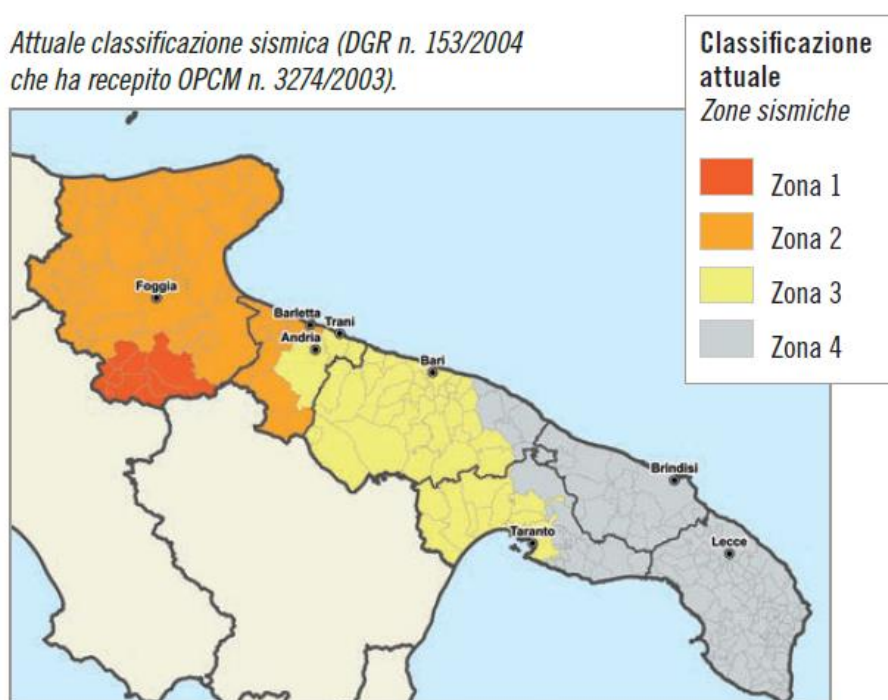 Attuale classificazione sismica (DGR n. 153/2004
che ha recepito OPCM n. 3274/2003).
Classificazione
attuale
Zone sismiche
Zona 1
Zona 2
Zona 3
Zona 4
Foggia
Barletta
Trani
Andria
Bari
Brindisi
Taranto
Lecce